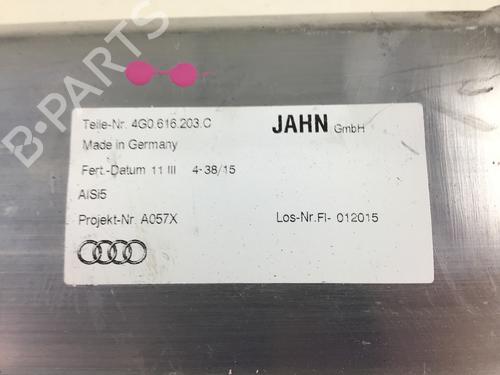 B-PARTS
Teile-Nr. 4G0.616.203.C
JAHN GmbH
Made in Germany
Fert.-Datum 11 III 4-38/15
AlSi5
Projekt-Nr. A057X
Los-Nr.FI- 012015